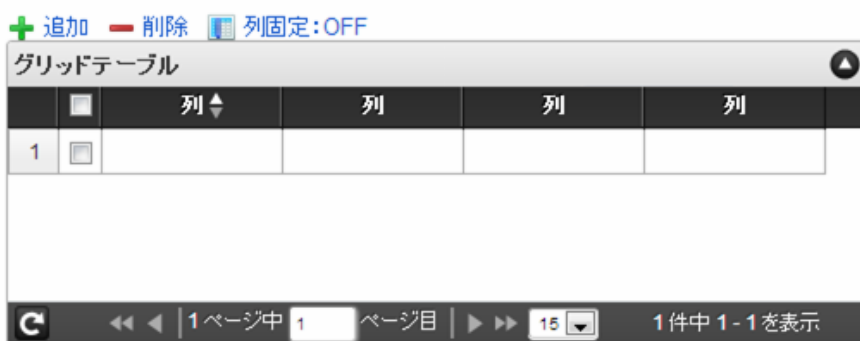 追加 削除 列固定:OFF
グリッドテーブル
列 列 列 列
1
1 ページ中 1 ページ目 15 1 件中 1 - 1 を表示